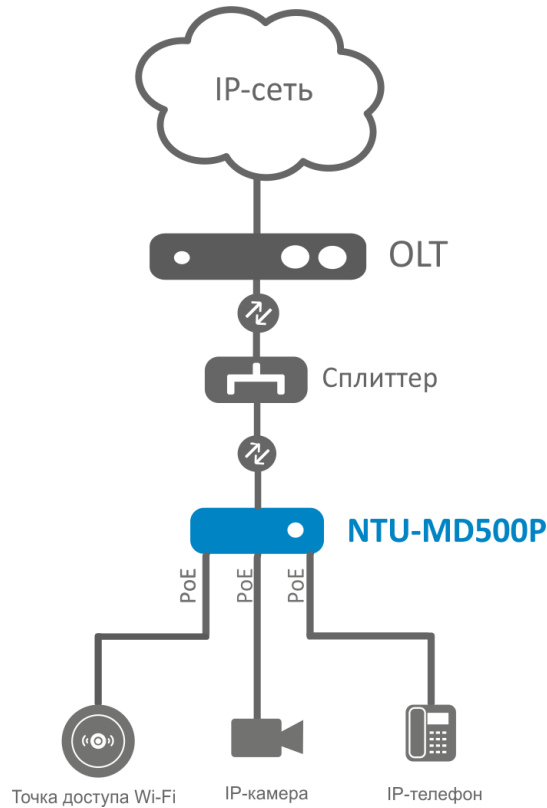 IP-сеть
OLT
Сплиттер
NTU-MD500P
PoE
PoE
PoE
Точка доступа Wi-Fi
IP-камера
IP-телефон